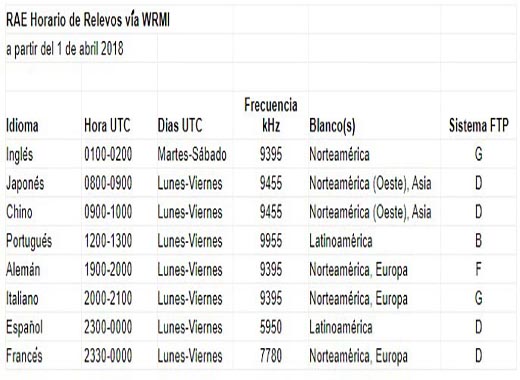 RAE Horario de Relevos vía WRMI
a partir del 1 de abril 2018
Idioma Hora UTC Dias UTC Frecuencia kHz Blanco(s) Sistema FTP
Inglés 0100-0200 Martes-Sábado 9395 Norteamérica G
Japonés 0800-0900 Lunes-Viernes 9455 Norteamérica (Oeste), Asia D
Chino 0900-1000 Lunes-Viernes 9455 Norteamérica (Oeste), Asia D
Portugués 1200-1300 Lunes-Viernes 9955 Latinoamérica B
Alemán 1900-2000 Lunes-Viernes 9395 Norteamérica, Europa F
Italiano 2000-2100 Lunes-Viernes 9395 Norteamérica, Europa G
Español 2300-0000 Lunes-Viernes 5950 Latinoamérica D
Francés 2330-0000 Lunes-Viernes 7780 Norteamérica, Europa D